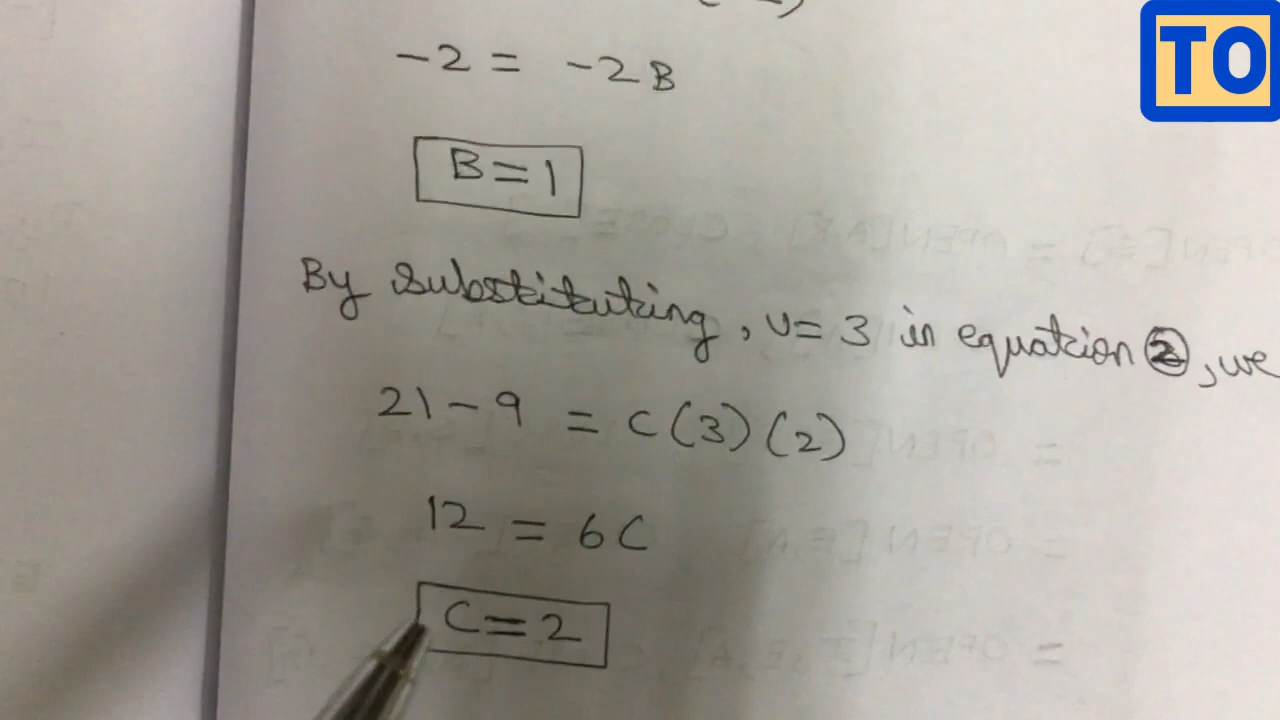 TO
-2 = -2B
B = 1
By substituting, v = 3 in equation ②, we
21 - 9 = C(3)(2)
12 = 6C
C = 2